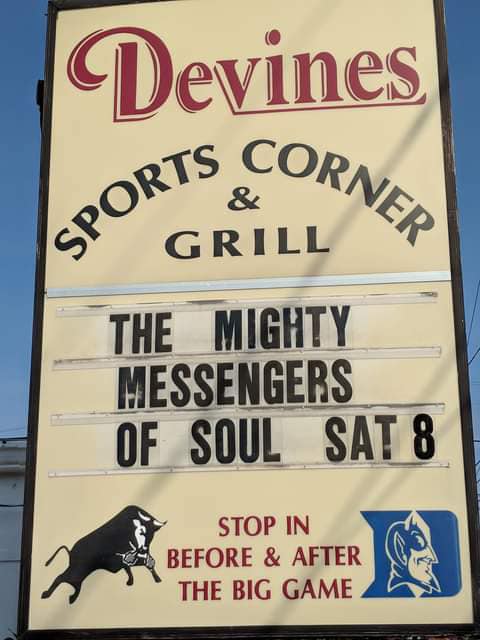 Devines
SPORTS CORNER
&
GRILL
THE MIGHTY
MESSENGERS
OF SOUL SAT 8
STOP IN
BEFORE & AFTER
THE BIG GAME